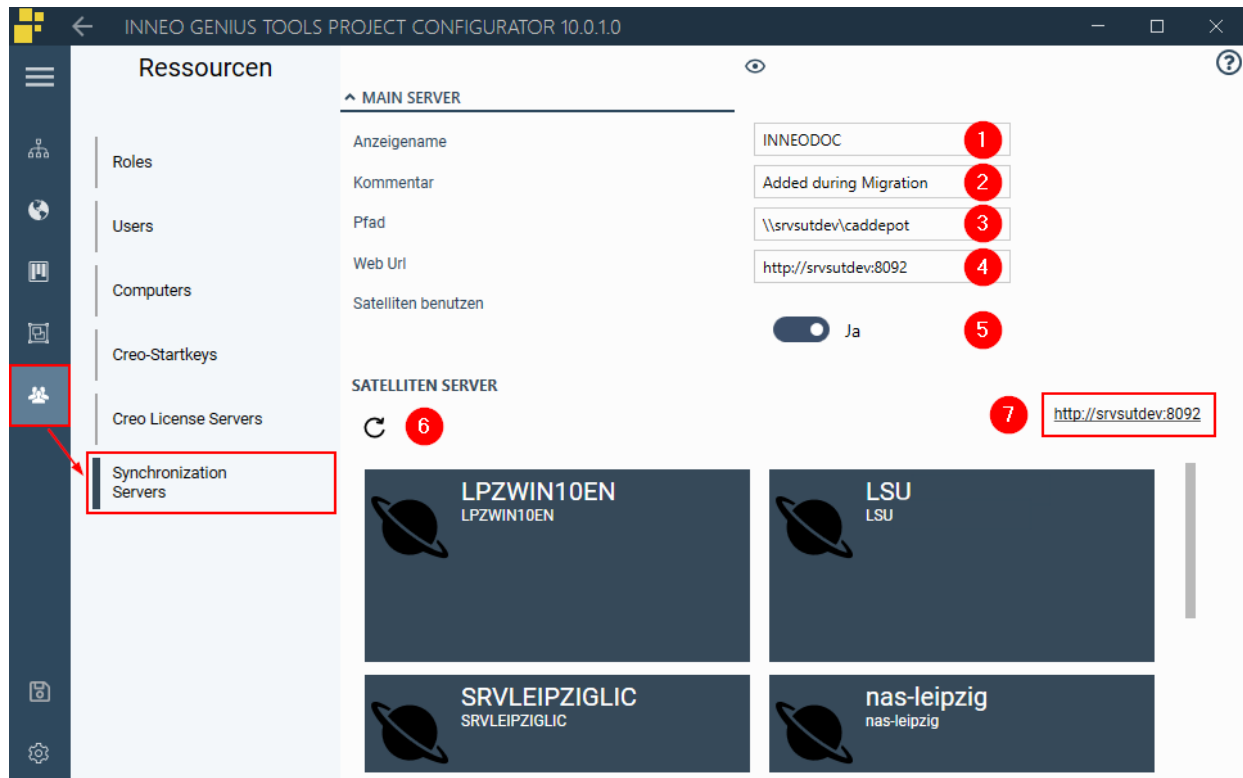 INNEO GENIUS TOOLS PROJECT CONFIGURATOR 10.0.1.0
Ressourcen
?
MAIN SERVER
Roles
Users
Computers
Creo-Startkeys
Creo License Servers
Synchronization
Servers
Anzeigename
INNEODOC
1
Kommentar
Added during Migration
2
Pfad
\\srvsutdev\caddepot
3
Web Url
http://srvsutdev:8092
4
Satelliten benutzen
Ja
5
SATELLITEN SERVER
6
7
http://srvsutdev:8092
LPZWIN10EN
LPZWIN10EN
LSU
LSU
SRVLEIPZIGLIC
SRVLEIPZIGLIC
nas-leipzig
nas-leipzig